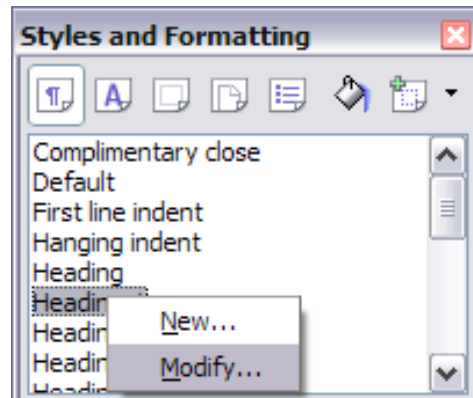 Styles and Formatting
Complimentary close
Default
First line indent
Hanging indent
Heading
New...
Modify...